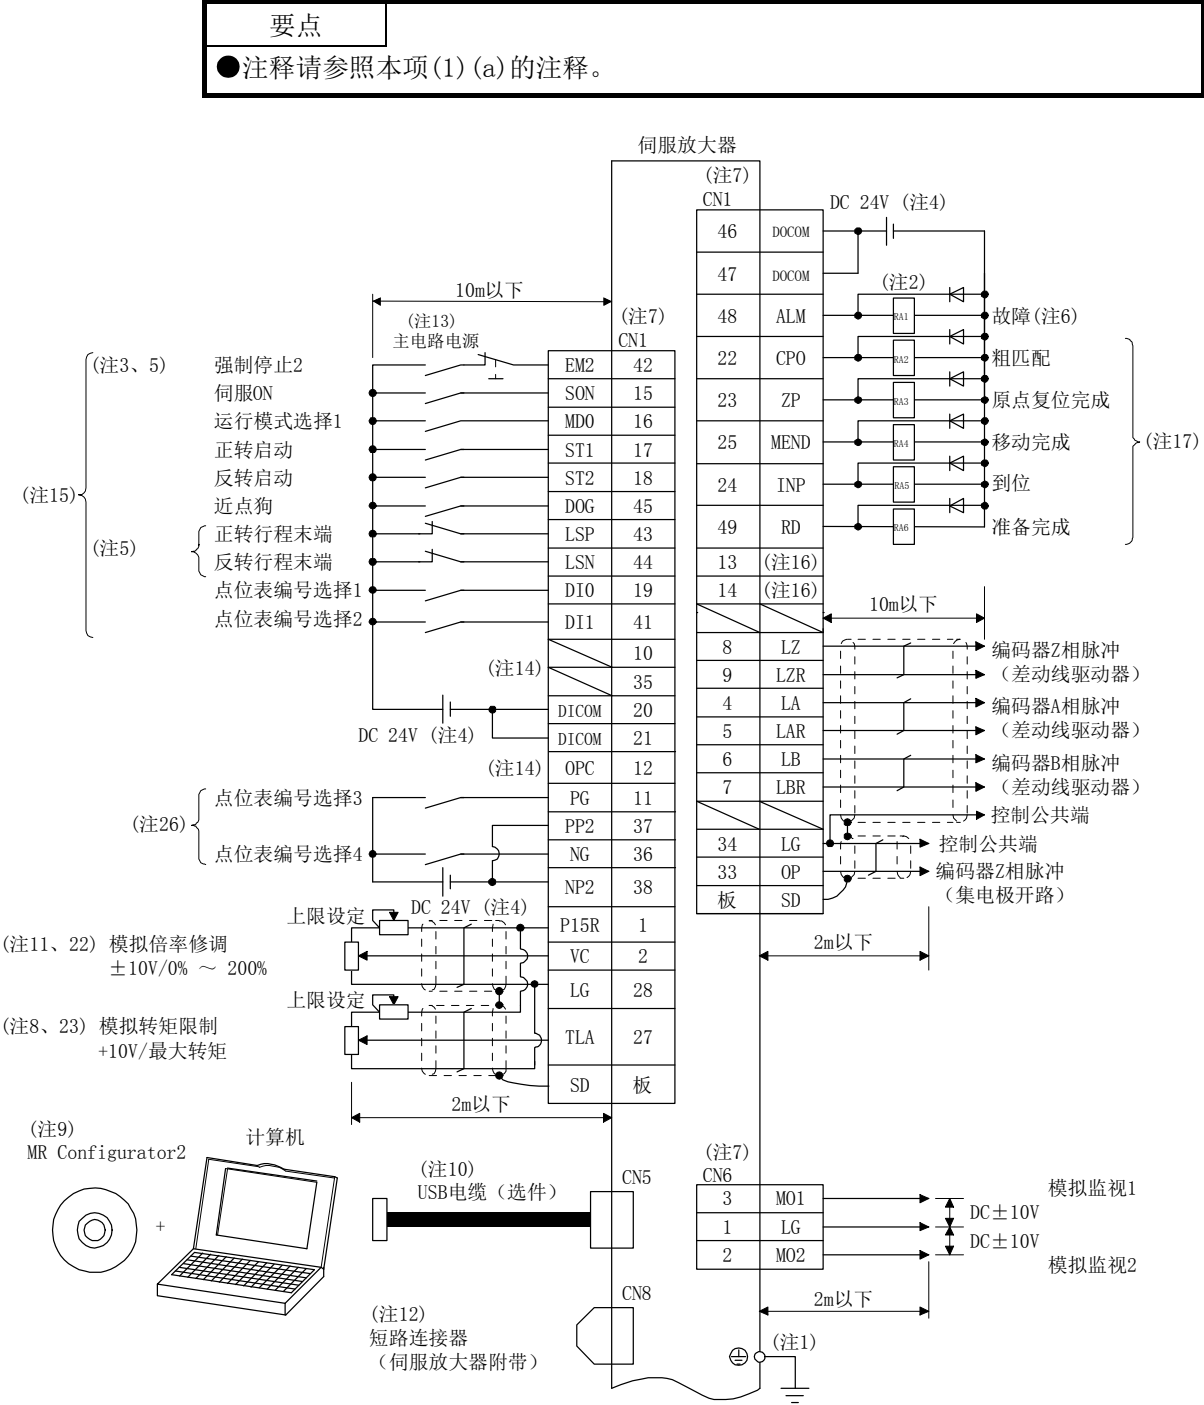 要点
●注释请参照本项(1)(a)的注释。
伺服放大器
(注7)
CN1
DC 24V (注4)
46 DOCOM
47 DOCOM
(注2)
48 ALM RA1 故障(注6)
22 CPO RA2 粗匹配
23 ZP RA3 原点复位完成
25 MEND RA4 移动完成
(注17)
24 INP RA5 到位
49 RD RA6 准备完成
13 (注16)
14 (注16)
10m以下
8 LZ 编码器Z相脉冲
9 LZR (差动线驱动器)
4 LA 编码器A相脉冲
5 LAR (差动线驱动器)
6 LB 编码器B相脉冲
7 LBR (差动线驱动器)
控制公共端
34 LG 控制公共端
33 OP 编码器Z相脉冲
(集电极开路)
板 SD
2m以下
10m以下
(注13)
主电路电源
(注7)
CN1
(注3、5) 强制停止2 EM2 42
伺服ON SON 15
运行模式选择1 MD0 16
正转启动 ST1 17
反转启动 ST2 18
(注15)
近点狗 DOG 45
正转行程末端 LSP 43
(注5)
反转行程末端 LSN 44
点位表编号选择1 DI0 19
点位表编号选择2 DI1 41
10
(注14)
35
DICOM 20
DC 24V (注4)
DICOM 21
(注14) OPC 12
点位表编号选择3 PG 11
(注26)
PP2 37
点位表编号选择4 NG 36
NP2 38
DC 24V (注4)
上限设定 P15R 1
(注11、22) 模拟倍率修调 VC 2
±10V/0% ～ 200%
LG 28
上限设定
(注8、23) 模拟转矩限制 TLA 27
+10V/最大转矩
SD 板
2m以下
(注9)
MR Configurator2
计算机
+
(注10)
USB电缆（选件）
CN5
(注12)
短路连接器
（伺服放大器附带）
CN8
(注7)
CN6
3 MO1 模拟监视1
DC±10V
1 LG
DC±10V
2 MO2 模拟监视2
2m以下
(注1)